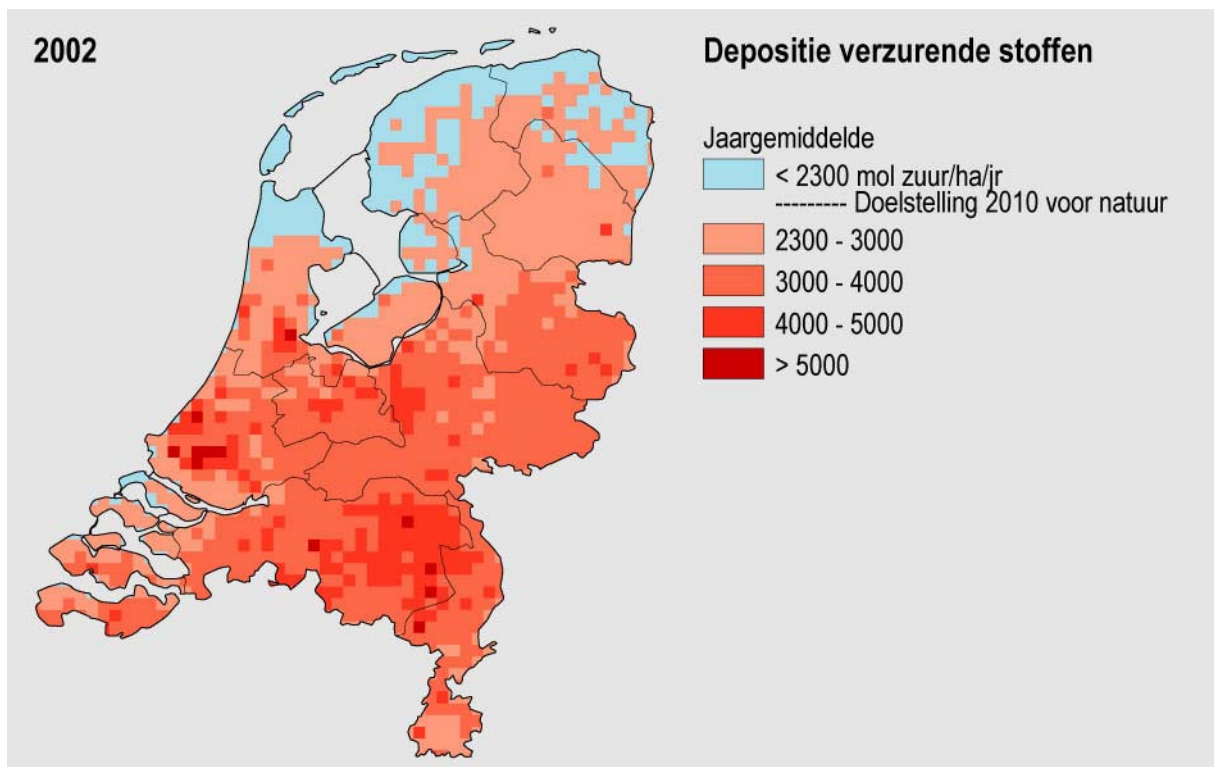 2002
Depositie verzurende stoffen
Jaargemiddelde
< 2300 mol zuur/ha/jr
--------- Doelstelling 2010 voor natuur
2300 - 3000
3000 - 4000
4000 - 5000
> 5000